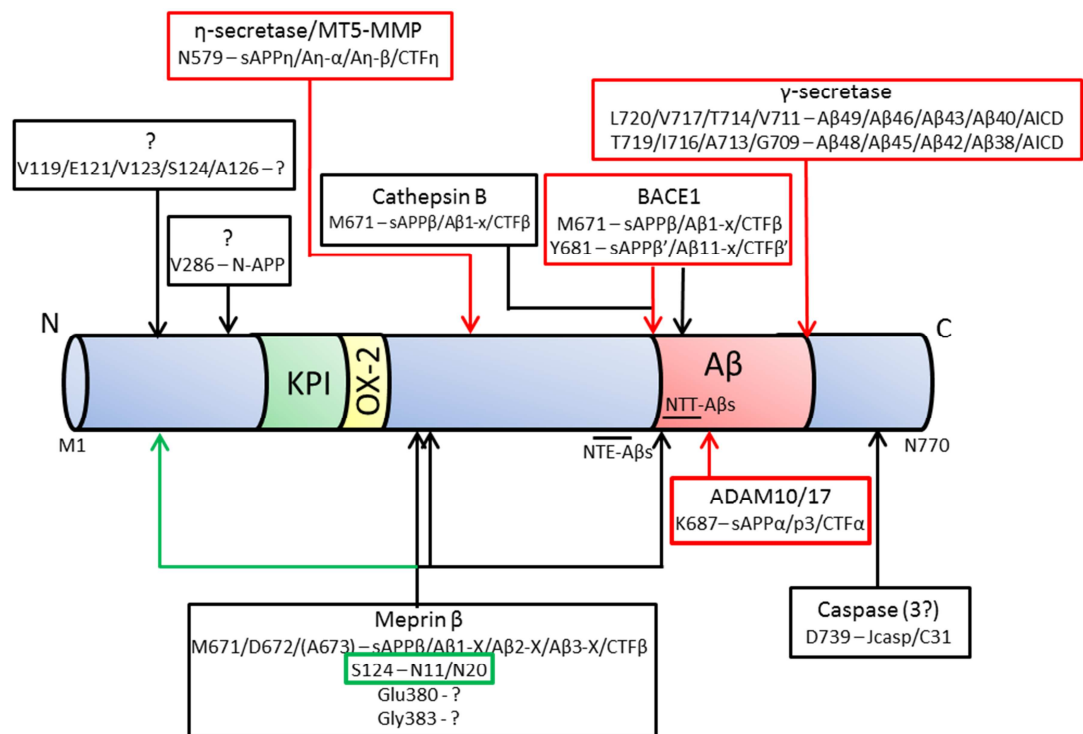 η-secretase/MT5-MMP
N579 – sAPPη/Aη-α/Aη-β/CTFη
γ-secretase
L720/V717/T714/V711 – Aβ49/Aβ46/Aβ43/Aβ40/AICD
T719/I716/A713/G709 – Aβ48/Aβ45/Aβ42/Aβ38/AICD
?
V119/E121/V123/S124/A126 – ?
Cathepsin B
M671 – sAPPβ/Aβ1-x/CTFβ
BACE1
M671 – sAPPβ/Aβ1-x/CTFβ
Y681 – sAPPβ’/Aβ11-x/CTFβ’
?
V286 – N-APP
N
C
KPI
OX-2
Aβ
NTT-Aβs
M1
NTE-Aβs
N770
ADAM10/17
K687– sAPPα/p3/CTFα
Meprin β
M671/D672/(A673) – sAPPβ/Aβ1-X/Aβ2-X/Aβ3-X/CTFβ
S124 – N11/N20
Glu380 - ?
Gly383 - ?
Caspase (3?)
D739 – Jcasp/C31